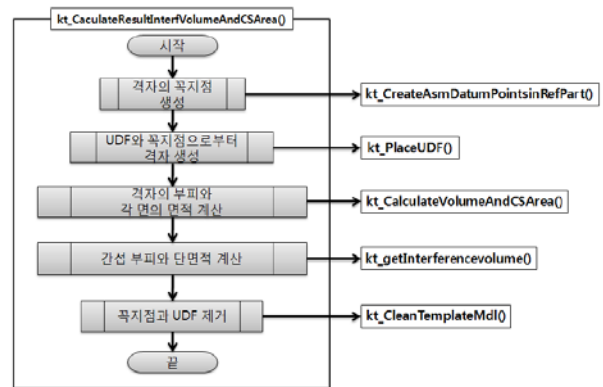 kt_CaculateResultInterfVolumeAndCSArea()
시작
격자의 꼭지점
생성
kt_CreateAsmDatumPointsinRefPart()
UDF와 꼭지점으로부터
격자 생성
kt_PlaceUDF()
격자의 부피와
각 면의 면적 계산
kt_CalculateVolumeAndCSArea()
간섭 부피와 단면적 계산
kt_getInterferencevolume()
꼭지점과 UDF 제거
kt_CleanTemplateMdl()
끝